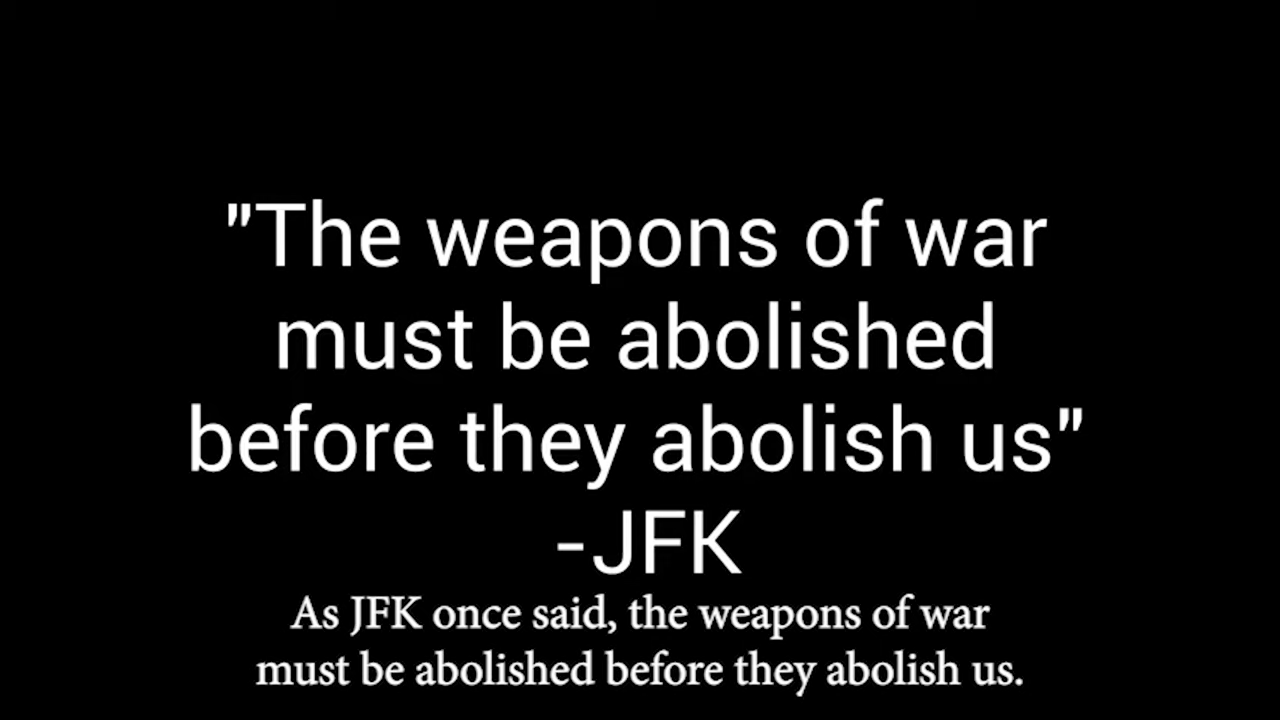 "The weapons of war
must be abolished
before they abolish us"
-JFK
As JFK once said, the weapons of war
must be abolished before they abolish us.